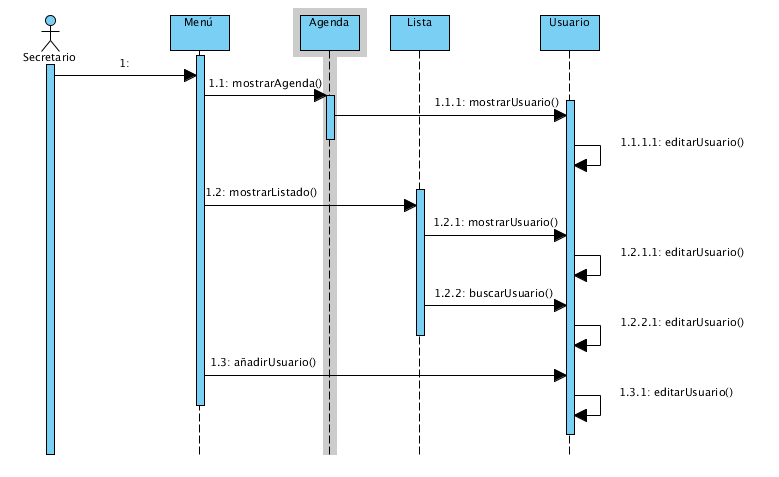 Menú
Agenda
Lista
Usuario
Secretario
1:
1.1: mostrarAgenda()
1.1.1: mostrarUsuario()
1.1.1.1: editarUsuario()
1.2: mostrarListado()
1.2.1: mostrarUsuario()
1.2.1.1: editarUsuario()
1.2.2: buscarUsuario()
1.2.2.1: editarUsuario()
1.3: añadirUsuario()
1.3.1: editarUsuario()